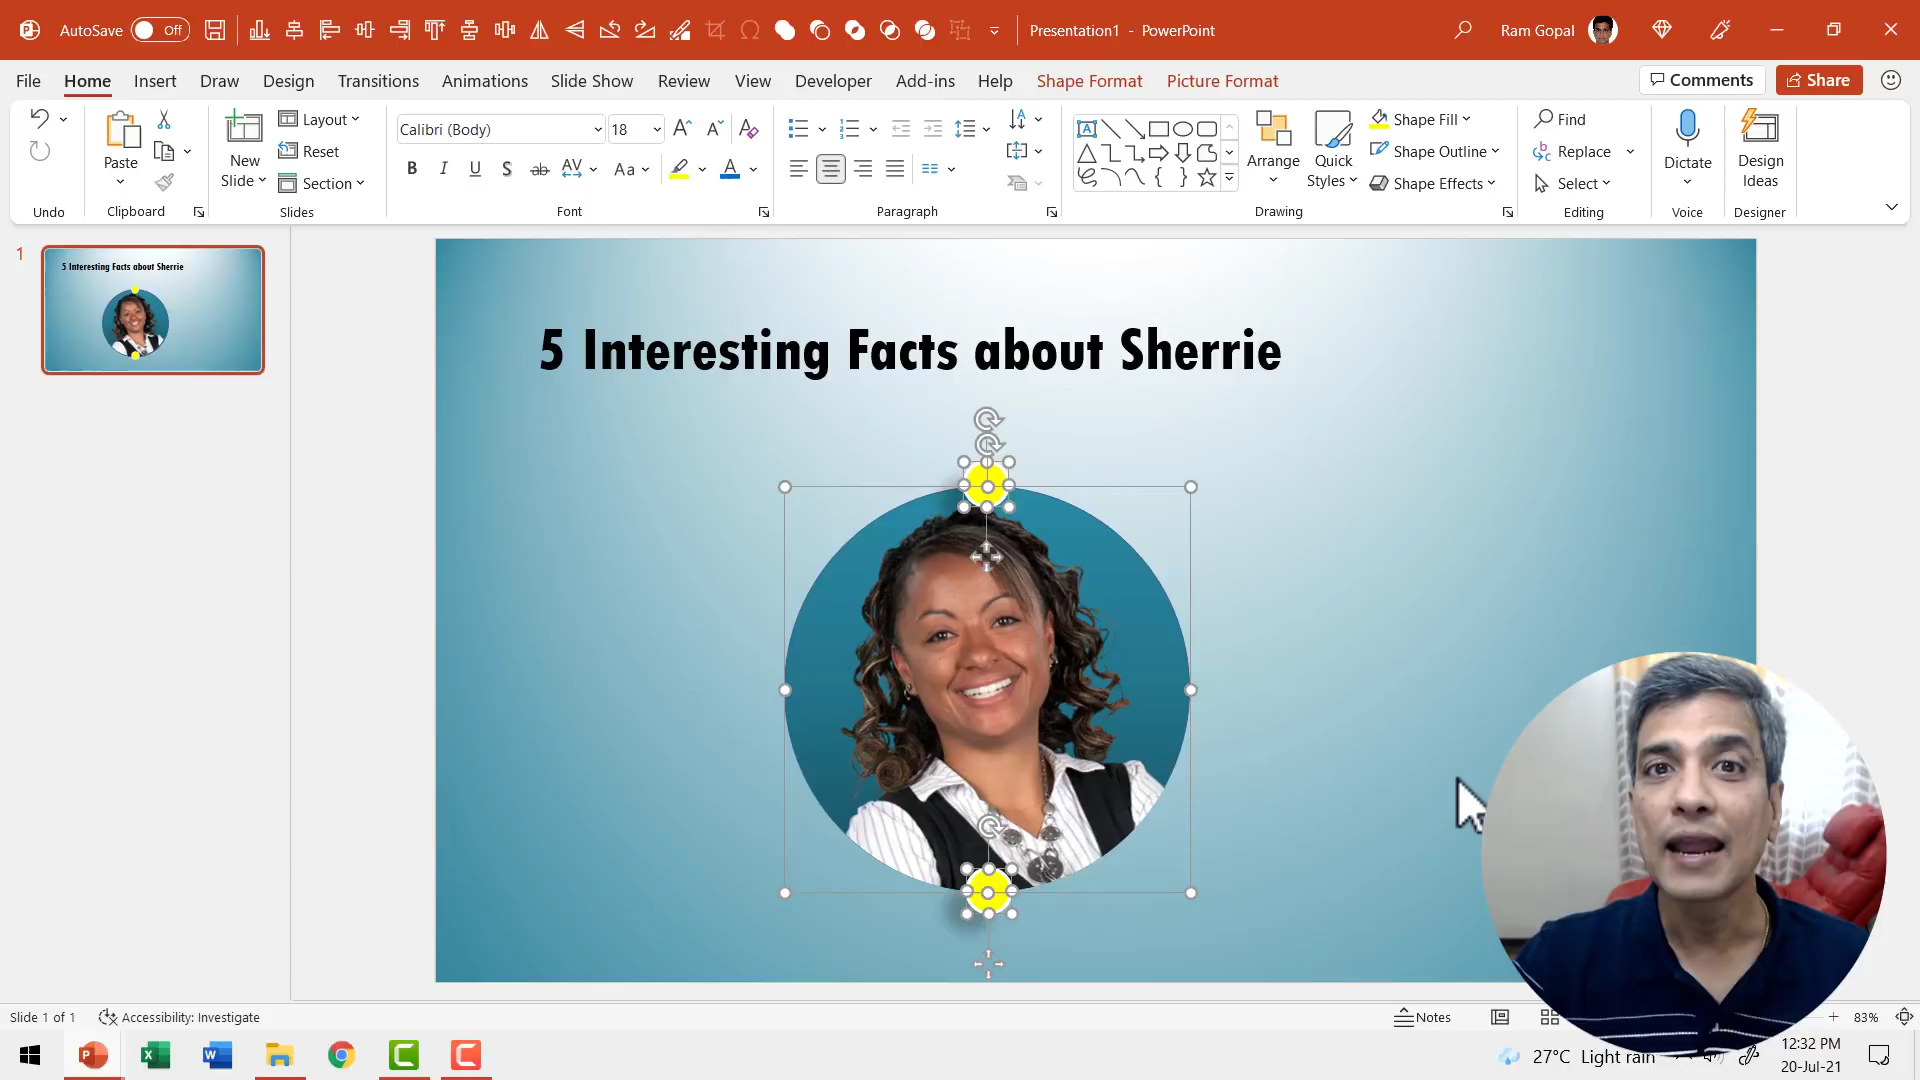 AutoSave Off Presentation1 - PowerPoint Ram Gopal
File Home Insert Draw Design Transitions Animations Slide Show Review View Developer Add-ins Help Shape Format Picture Format Comments Share
Paste
New
Slide
Layout
Reset
Section
Calibri (Body) 18
B I U S ab AV Aa A
Arrange
Quick
Styles
Shape Fill
Shape Outline
Shape Effects
Find
Replace
Select
Dictate
Design
Ideas
Undo Clipboard Slides Font Paragraph Drawing Editing Voice Designer
1
5 Interesting Facts about Sherrie
5 Interesting Facts about Sherrie
Slide 1 of 1 Accessibility: Investigate Notes 83%
27°C Light rain
12:32 PM
20-Jul-21